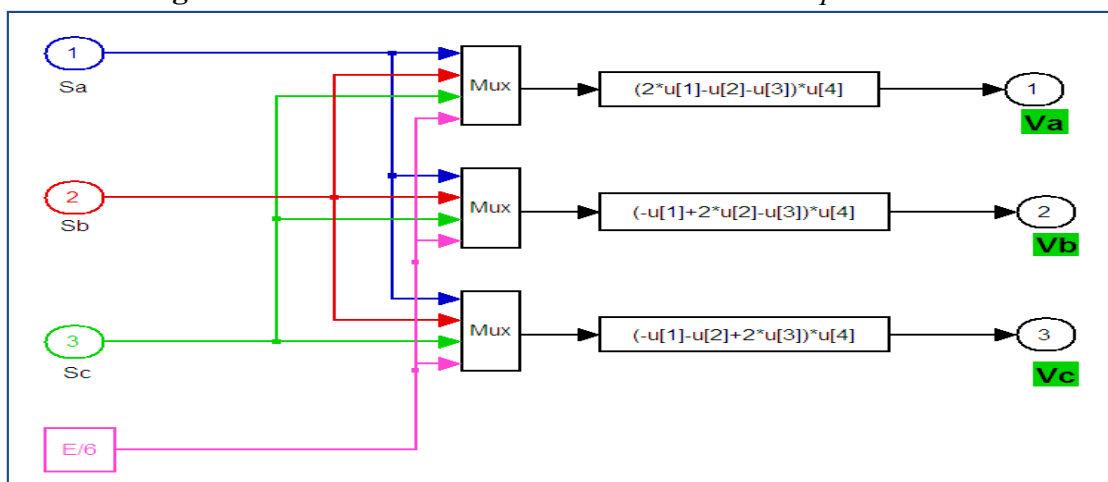 1
Sa
Mux
(2*u[1]-u[2]-u[3])*u[4]
1
Va
2
Sb
Mux
(-u[1]+2*u[2]-u[3])*u[4]
2
Vb
3
Sc
Mux
(-u[1]-u[2]+2*u[3])*u[4]
3
Vc
E/6